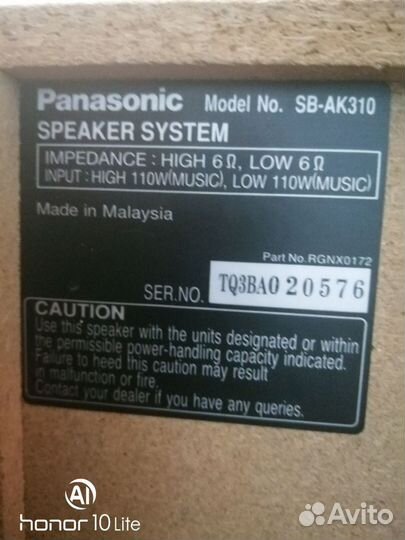 Panasonic Model No. SB-AK310
SPEAKER SYSTEM
IMPEDANCE : HIGH 6Ω, LOW 6Ω
INPUT : HIGH 110W(MUSIC), LOW 110W(MUSIC)
Made in Malaysia
Part No.RGNX0172
SER.NO. TQ3BA020576
CAUTION
Use this speaker with the units designated or within
the permissible power-handling capacity indicated.
Failure to heed this caution may result
in malfunction or fire.
Contact your dealer if you have any queries.
AI
honor 10 Lite
Avito